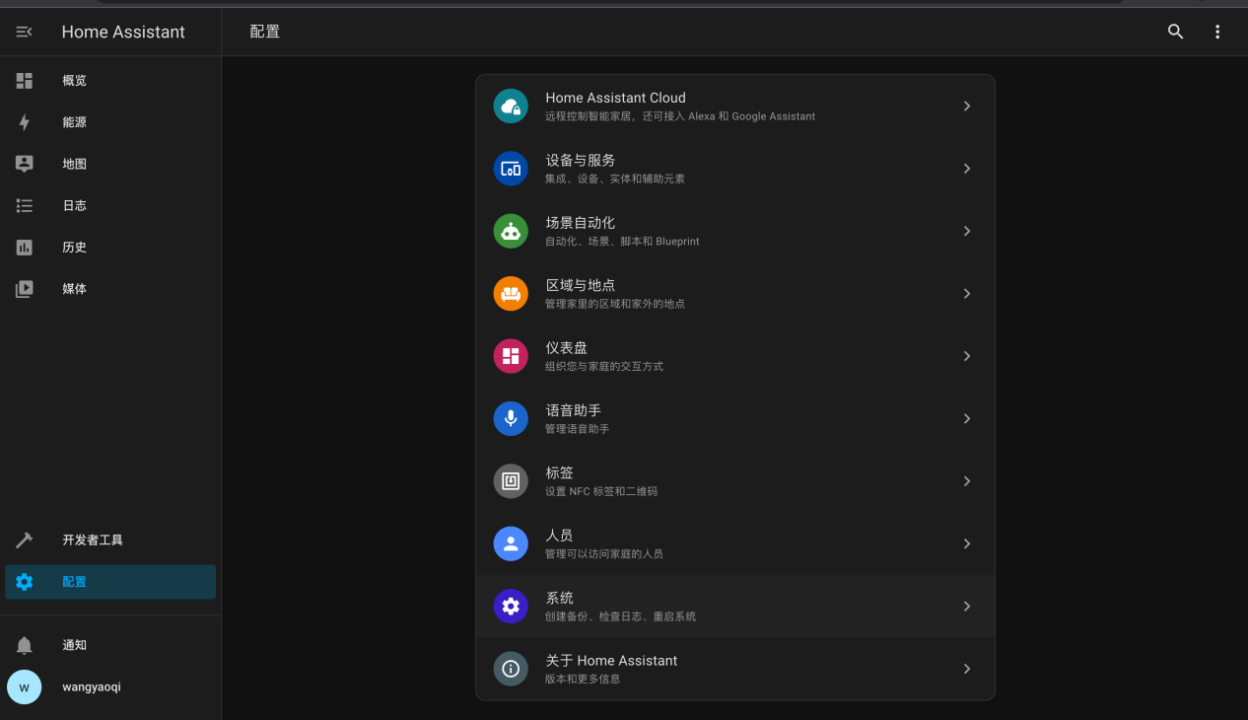 Home Assistant
配置
概览
能源
地图
日志
历史
媒体
开发者工具
配置
通知
w
wangyaoqi
Home Assistant Cloud
远程控制智能家居，还可接入 Alexa 和 Google Assistant
设备与服务
集成、设备、实体和辅助元素
场景自动化
自动化、场景、脚本和 Blueprint
区域与地点
管理家里的区域和家外的地点
仪表盘
组织您与家庭的交互方式
语音助手
管理语音助手
标签
设置 NFC 标签和二维码
人员
管理可以访问家庭的人员
系统
创建备份、检查日志、重启系统
关于 Home Assistant
版本和更多信息